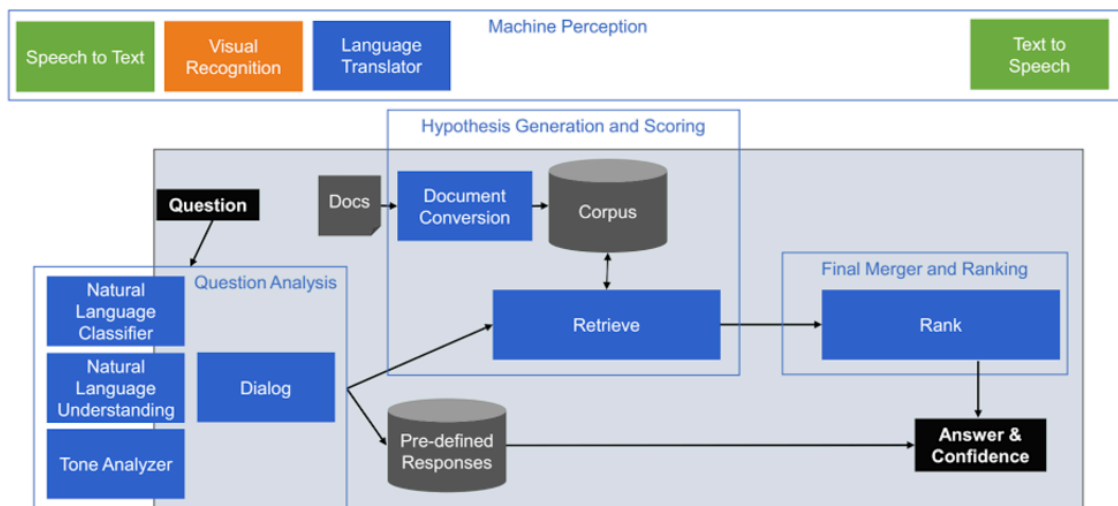 Machine Perception
Speech to Text
Visual
Recognition
Language
Translator
Text to
Speech
Hypothesis Generation and Scoring
Question
Docs
Document
Conversion
Corpus
Question Analysis
Natural
Language
Classifier
Natural
Language
Understanding
Tone Analyzer
Dialog
Retrieve
Final Merger and Ranking
Rank
Pre-defined
Responses
Answer &
Confidence